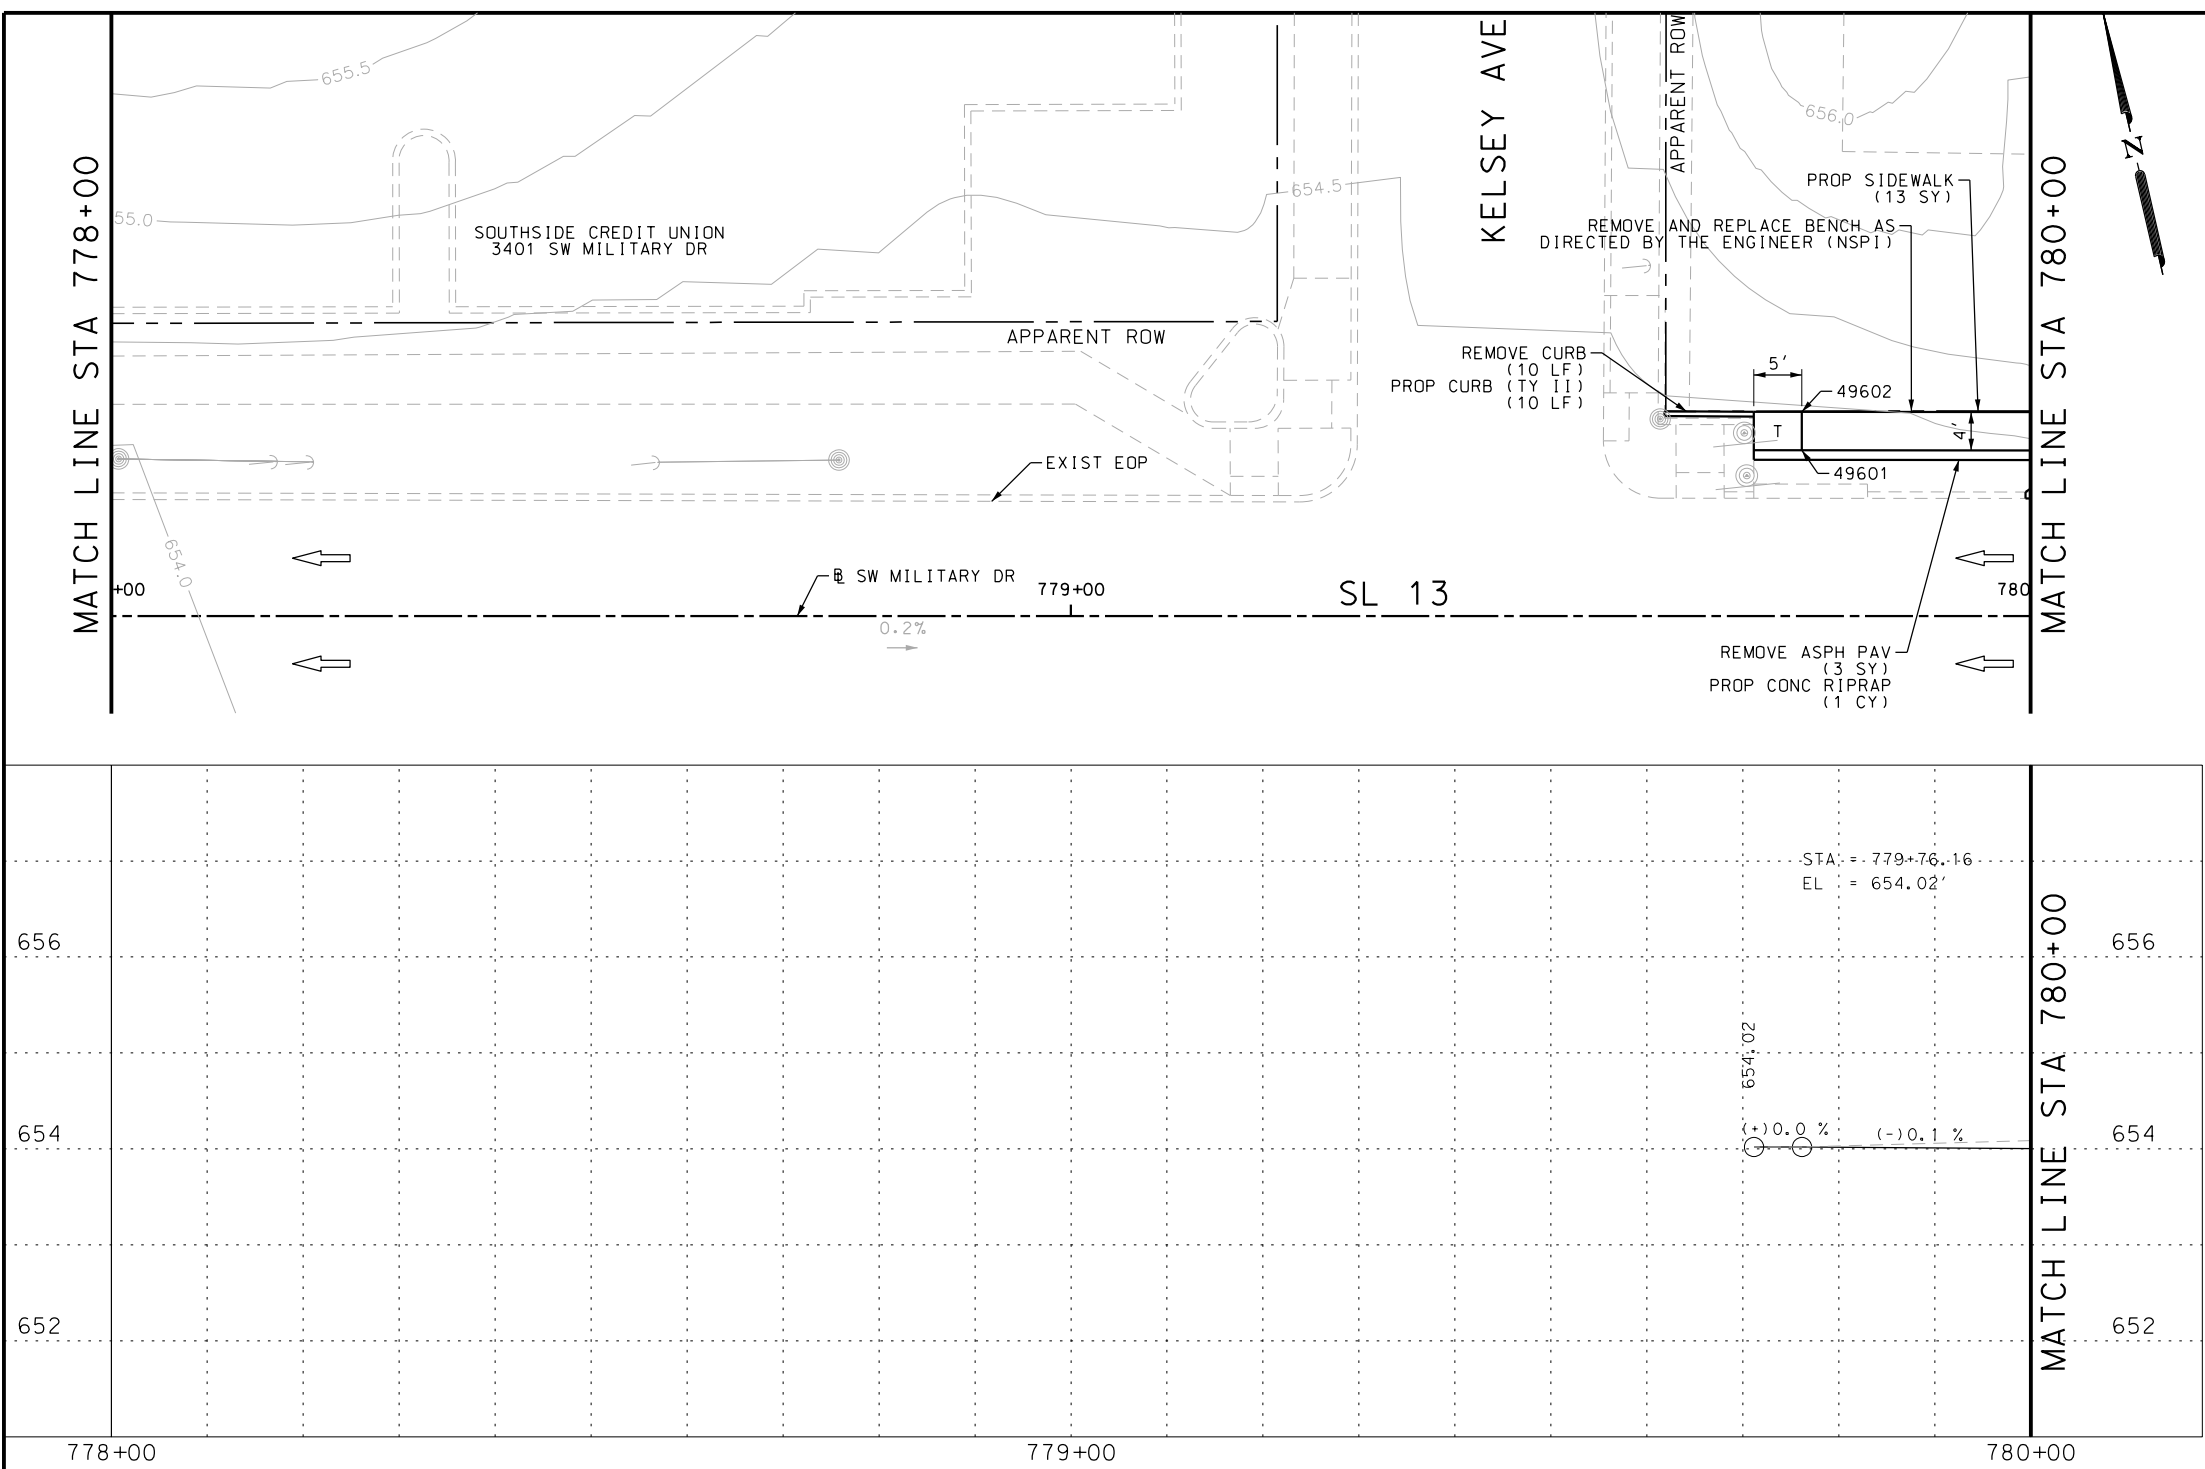 MATCH LINE STA 778+00
655.5
55.0
SOUTHSIDE CREDIT UNION
3401 SW MILITARY DR
APPARENT ROW
654.5
KELSEY AVE
APPARENT ROW
656.0
N
PROP SIDEWALK
(13 SY)
REMOVE AND REPLACE BENCH AS
DIRECTED BY THE ENGINEER (NSPI)
REMOVE CURB
(10 LF)
PROP CURB (TY II)
(10 LF)
5'
49602
T
4'
49601
EXIST EOP
654.0
+00
℄ SW MILITARY DR
779+00
SL 13
780
0.2%
REMOVE ASPH PAV
(3 SY)
PROP CONC RIPRAP
(1 CY)
MATCH LINE STA 780+00
STA = 779+76.16
EL = 654.02'
656
656
654.02
654
(+)0.0 %
(-)0.1 %
654
652
652
MATCH LINE STA 780+00
778+00
779+00
780+00